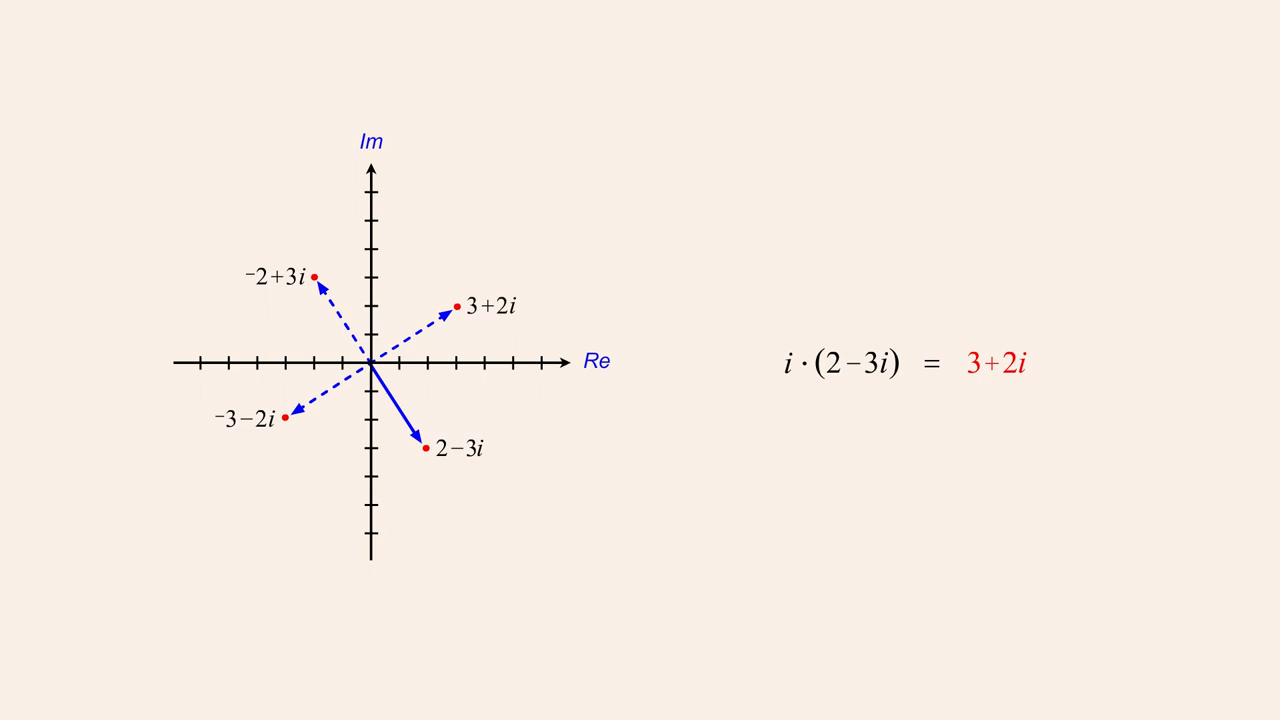 Im
⁻2+3i
3+2i
Re
i·(2−3i) = 3+2i
⁻3−2i
2−3i